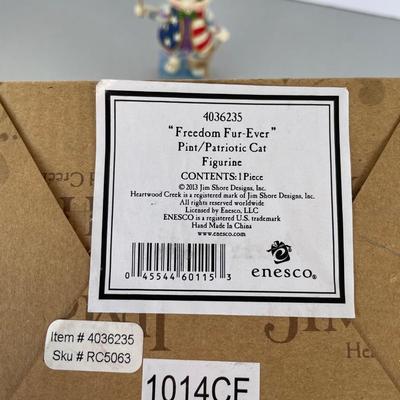 4036235
"Freedom Fur-Ever"
Pint/Patriotic Cat
Figurine
CONTENTS: 1 Piece
© 2013 Jim Shore Designs, Inc.
Heartwood Creek is a registered mark of Jim Shore Designs, Inc.
All rights reserved worldwide
Licensed by Enesco, LLC
ENESCO is a registered U.S. trademark
Hand Made In China
www.enesco.com
0 45544 60115 3
enesco®
Item # 4036235
Sku # RC5063
1014CF